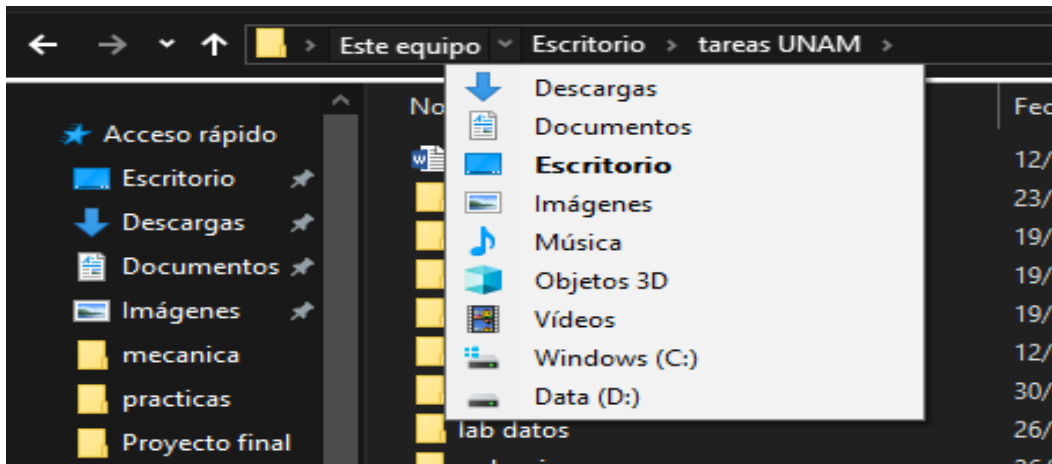 Este equipo Escritorio tareas UNAM
Acceso rápido
Escritorio
Descargas
Documentos
Imágenes
mecanica
practicas
Proyecto final
No
Descargas
Documentos
Escritorio
Imágenes
Música
Objetos 3D
Vídeos
Windows (C:)
Data (D:)
lab datos
Fec
12/
23/
19/
19/
19/
12/
30/
26/